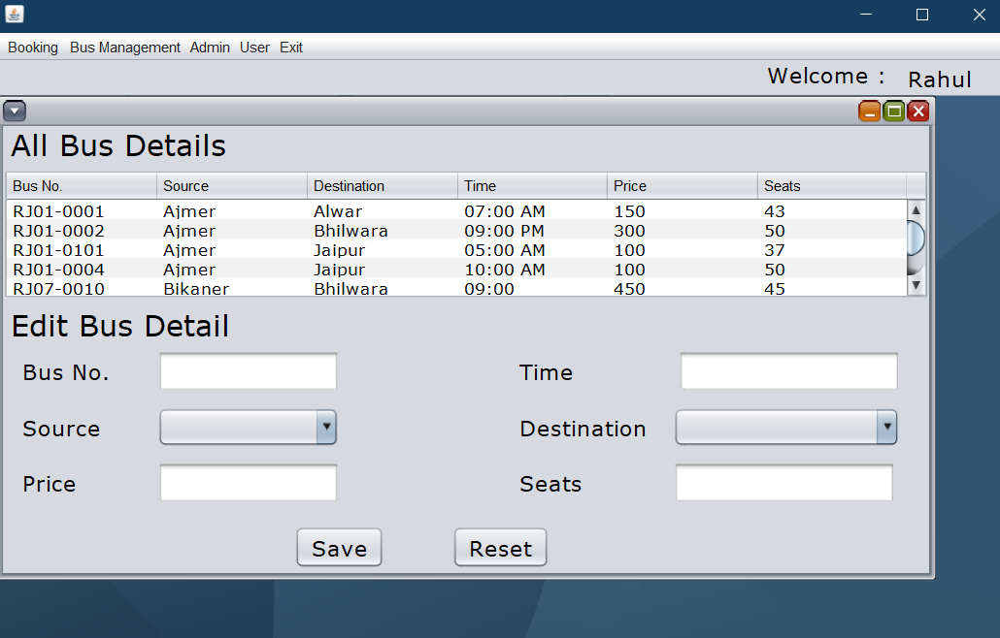 Booking Bus Management Admin User Exit
Welcome : Rahul
All Bus Details
Bus No. Source Destination Time Price Seats
RJ01-0001 Ajmer Alwar 07:00 AM 150 43
RJ01-0002 Ajmer Bhilwara 09:00 PM 300 50
RJ01-0101 Ajmer Jaipur 05:00 AM 100 37
RJ01-0004 Ajmer Jaipur 10:00 AM 100 50
RJ07-0010 Bikaner Bhilwara 09:00 450 45
Edit Bus Detail
Bus No. Time
Source Destination
Price Seats
Save Reset